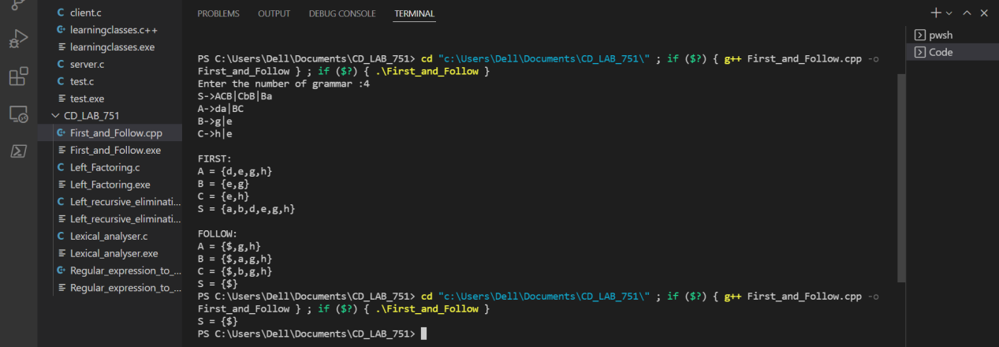 client.c
learningclasses.c++
learningclasses.exe
server.c
test.c
test.exe
CD_LAB_751
First_and_Follow.cpp
First_and_Follow.exe
Left_Factoring.c
Left_Factoring.exe
Left_recursive_eliminati...
Left_recursive_eliminati...
Lexical_analyser.c
Lexical_analyser.exe
Regular_expression_to_...
Regular_expression_to_...
PROBLEMS OUTPUT DEBUG CONSOLE TERMINAL
PS C:\Users\Dell\Documents\CD_LAB_751> cd "c:\Users\Dell\Documents\CD_LAB_751\" ; if ($?) { g++ First_and_Follow.cpp -o
First_and_Follow } ; if ($?) { .\First_and_Follow }
Enter the number of grammar :4
S->ACB|CbB|Ba
A->da|BC
B->g|e
C->h|e
FIRST:
A = {d,e,g,h}
B = {e,g}
C = {e,h}
S = {a,b,d,e,g,h}
FOLLOW:
A = {$,g,h}
B = {$,a,g,h}
C = {$,b,g,h}
S = {$}
PS C:\Users\Dell\Documents\CD_LAB_751> cd "c:\Users\Dell\Documents\CD_LAB_751\" ; if ($?) { g++ First_and_Follow.cpp -o
First_and_Follow } ; if ($?) { .\First_and_Follow }
S = {$}
PS C:\Users\Dell\Documents\CD_LAB_751>
pwsh
Code